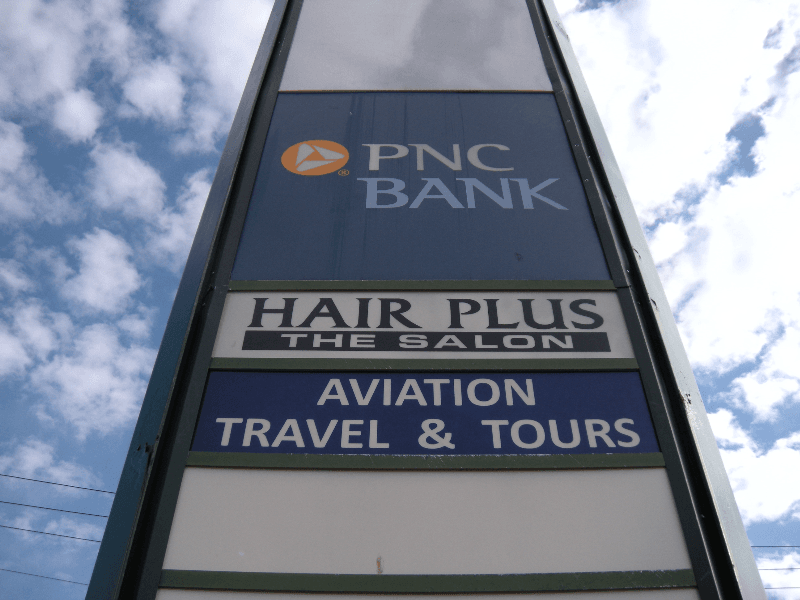 PNC
BANK
HAIR PLUS
THE SALON
AVIATION
TRAVEL & TOURS